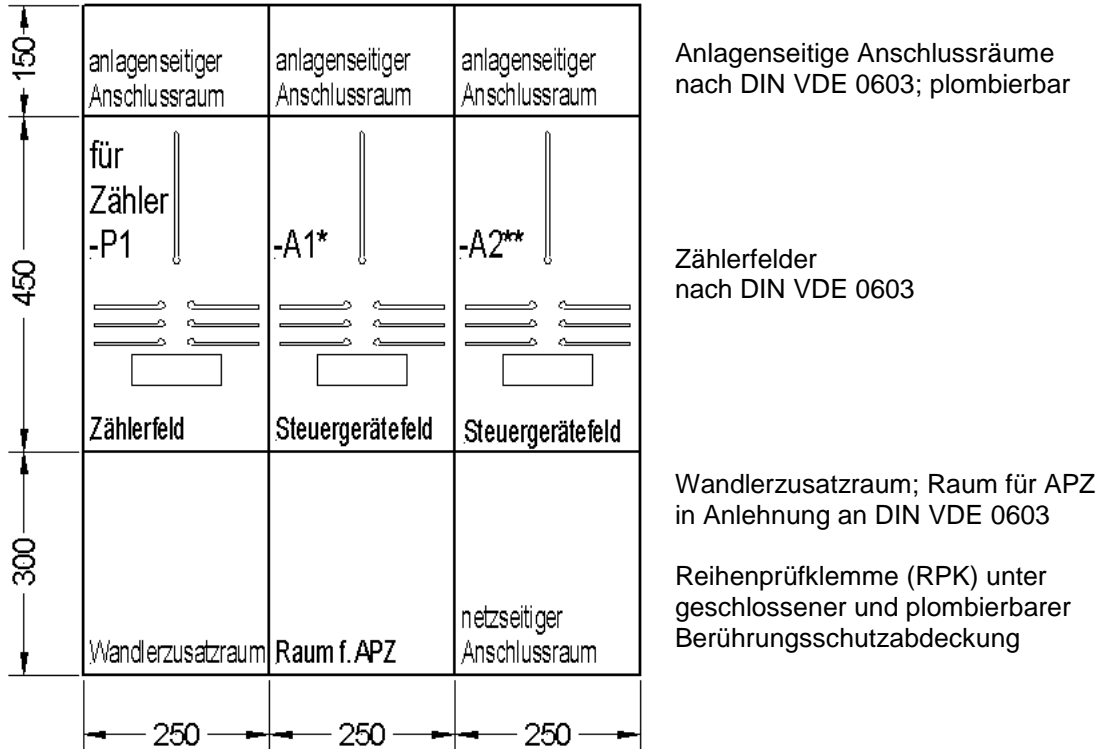 150
anlagenseitiger
Anschlussraum
anlagenseitiger
Anschlussraum
anlagenseitiger
Anschlussraum
Anlagenseitige Anschlussräume
nach DIN VDE 0603; plombierbar
450
für
Zähler
-P1
Zählerfeld
-A1*
Steuergerätefeld
-A2**
Steuergerätefeld
Zählerfelder
nach DIN VDE 0603
300
Wandlerzusatzraum
Raum f. APZ
netzseitiger
Anschlussraum
Wandlerzusatzraum; Raum für APZ
in Anlehnung an DIN VDE 0603
Reihenprüfklemme (RPK) unter
geschlossener und plombierbarer
Berührungsschutzabdeckung
250
250
250